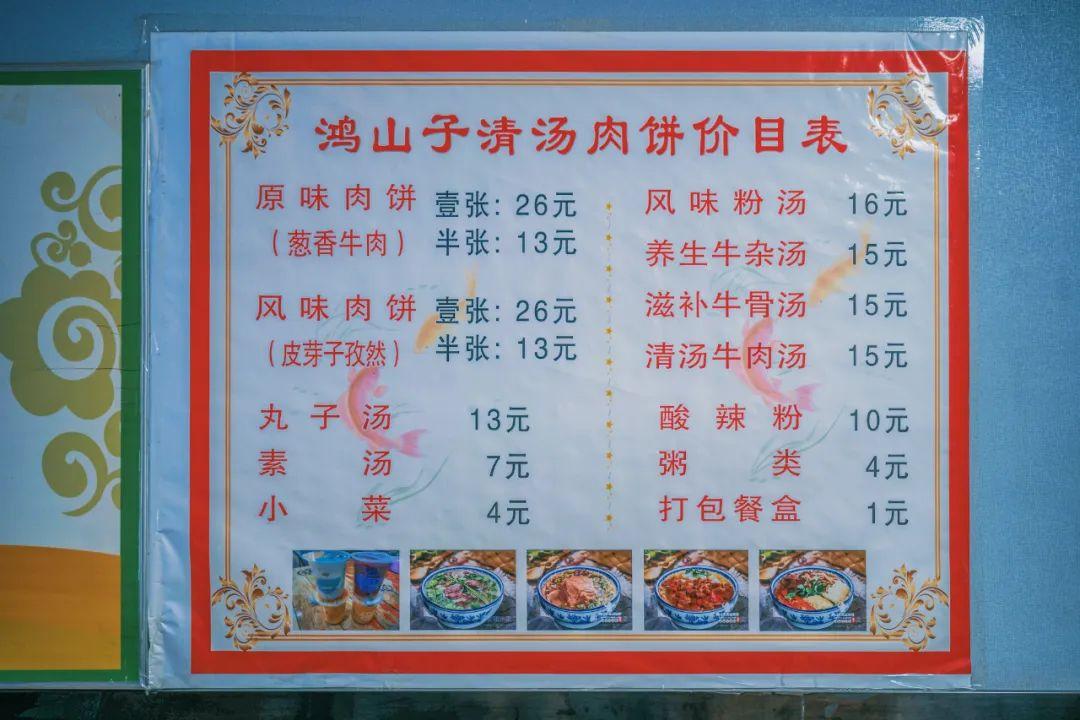 鸿山子清汤肉饼价目表
原味肉饼 壹张: 26元
(葱香牛肉) 半张: 13元
风味肉饼 壹张: 26元
(皮芽子孜然) 半张: 13元
丸子汤 13元
素汤 7元
小菜 4元
风味粉汤 16元
养生牛杂汤 15元
滋补牛骨汤 15元
清汤牛肉汤 15元
酸辣粉 10元
粥类 4元
打包餐盒 1元